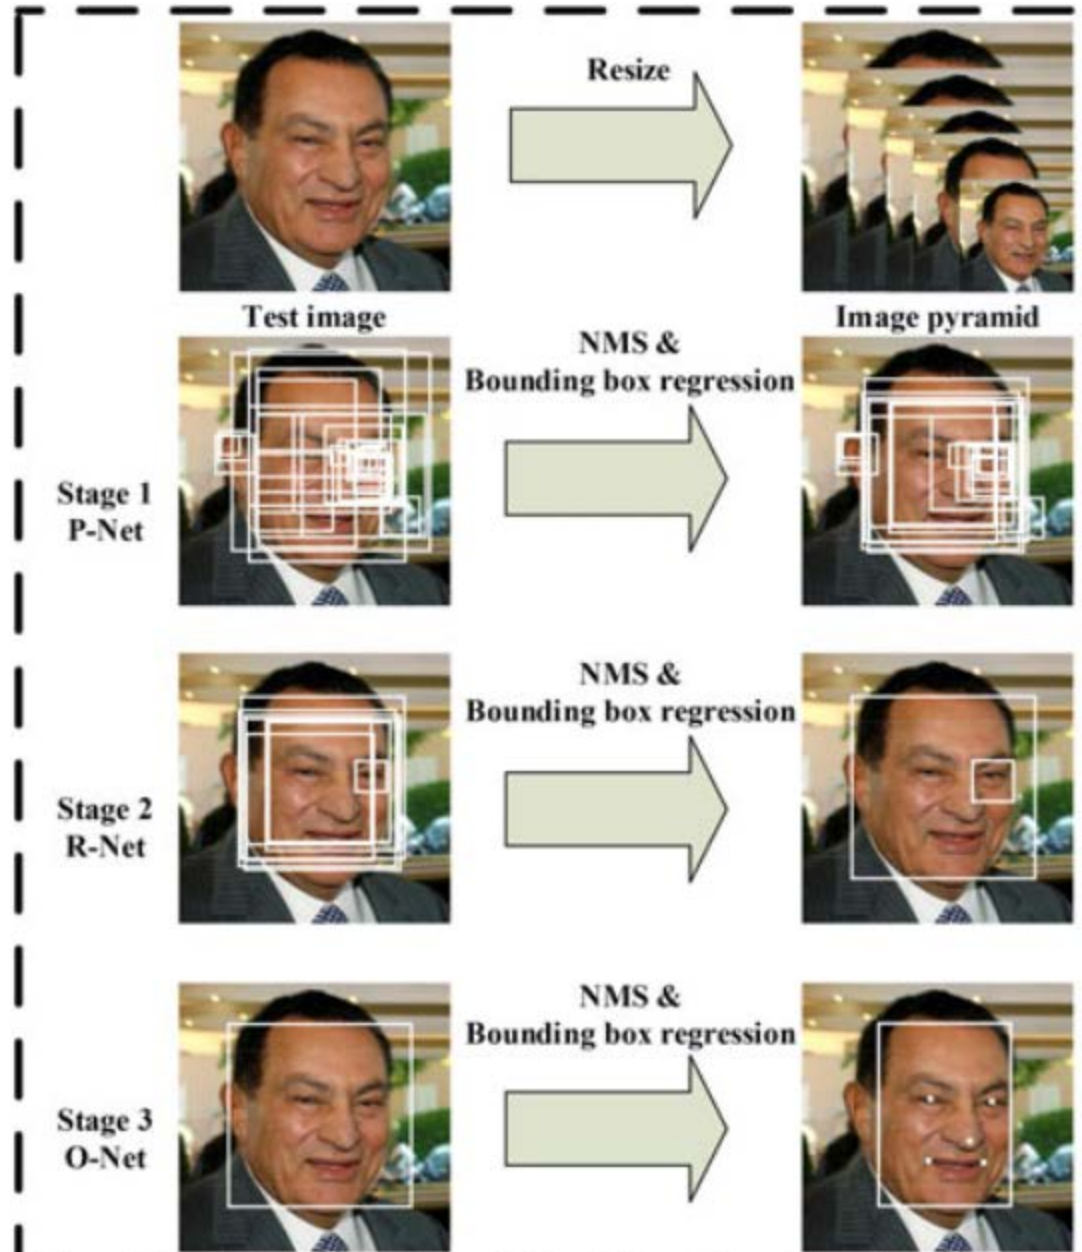 Resize
Test image
Image pyramid
NMS &
Bounding box regression
Stage 1
P-Net
NMS &
Bounding box regression
Stage 2
R-Net
NMS &
Bounding box regression
Stage 3
O-Net